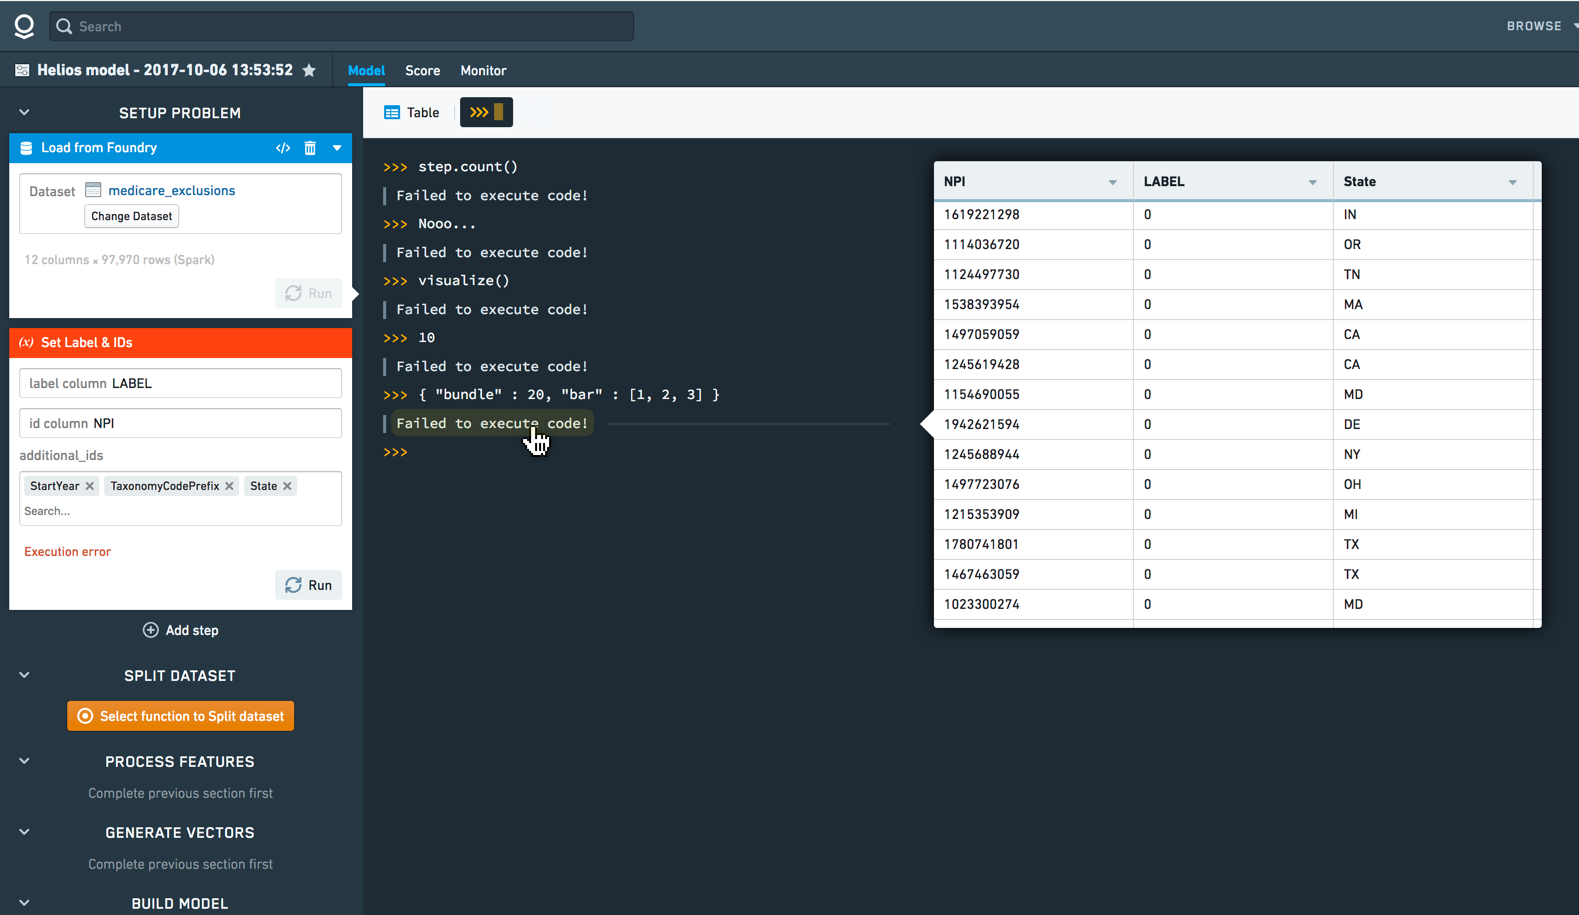 Search
BROWSE
Helios model - 2017-10-06 13:53:52
Model Score Monitor
SETUP PROBLEM
Load from Foundry </>
Dataset medicare_exclusions
Change Dataset
12 columns × 97,970 rows (Spark)
Run
(x) Set Label & IDs
label column LABEL
id column NPI
additional_ids
StartYear × TaxonomyCodePrefix × State ×
Search...
Execution error
Run
Add step
SPLIT DATASET
Select function to Split dataset
PROCESS FEATURES
Complete previous section first
GENERATE VECTORS
Complete previous section first
BUILD MODEL
Table >>>
>>> step.count()
Failed to execute code!
>>> Nooo...
Failed to execute code!
>>> visualize()
Failed to execute code!
>>> 10
Failed to execute code!
>>> { "bundle" : 20, "bar" : [1, 2, 3] }
Failed to execute code!
>>>
NPI LABEL State
1619221298 0 IN
1114036720 0 OR
1124497730 0 TN
1538393954 0 MA
1497059059 0 CA
1245619428 0 CA
1154690055 0 MD
1942621594 0 DE
1245688944 0 NY
1497723076 0 OH
1215353909 0 MI
1780741801 0 TX
1467463059 0 TX
1023300274 0 MD